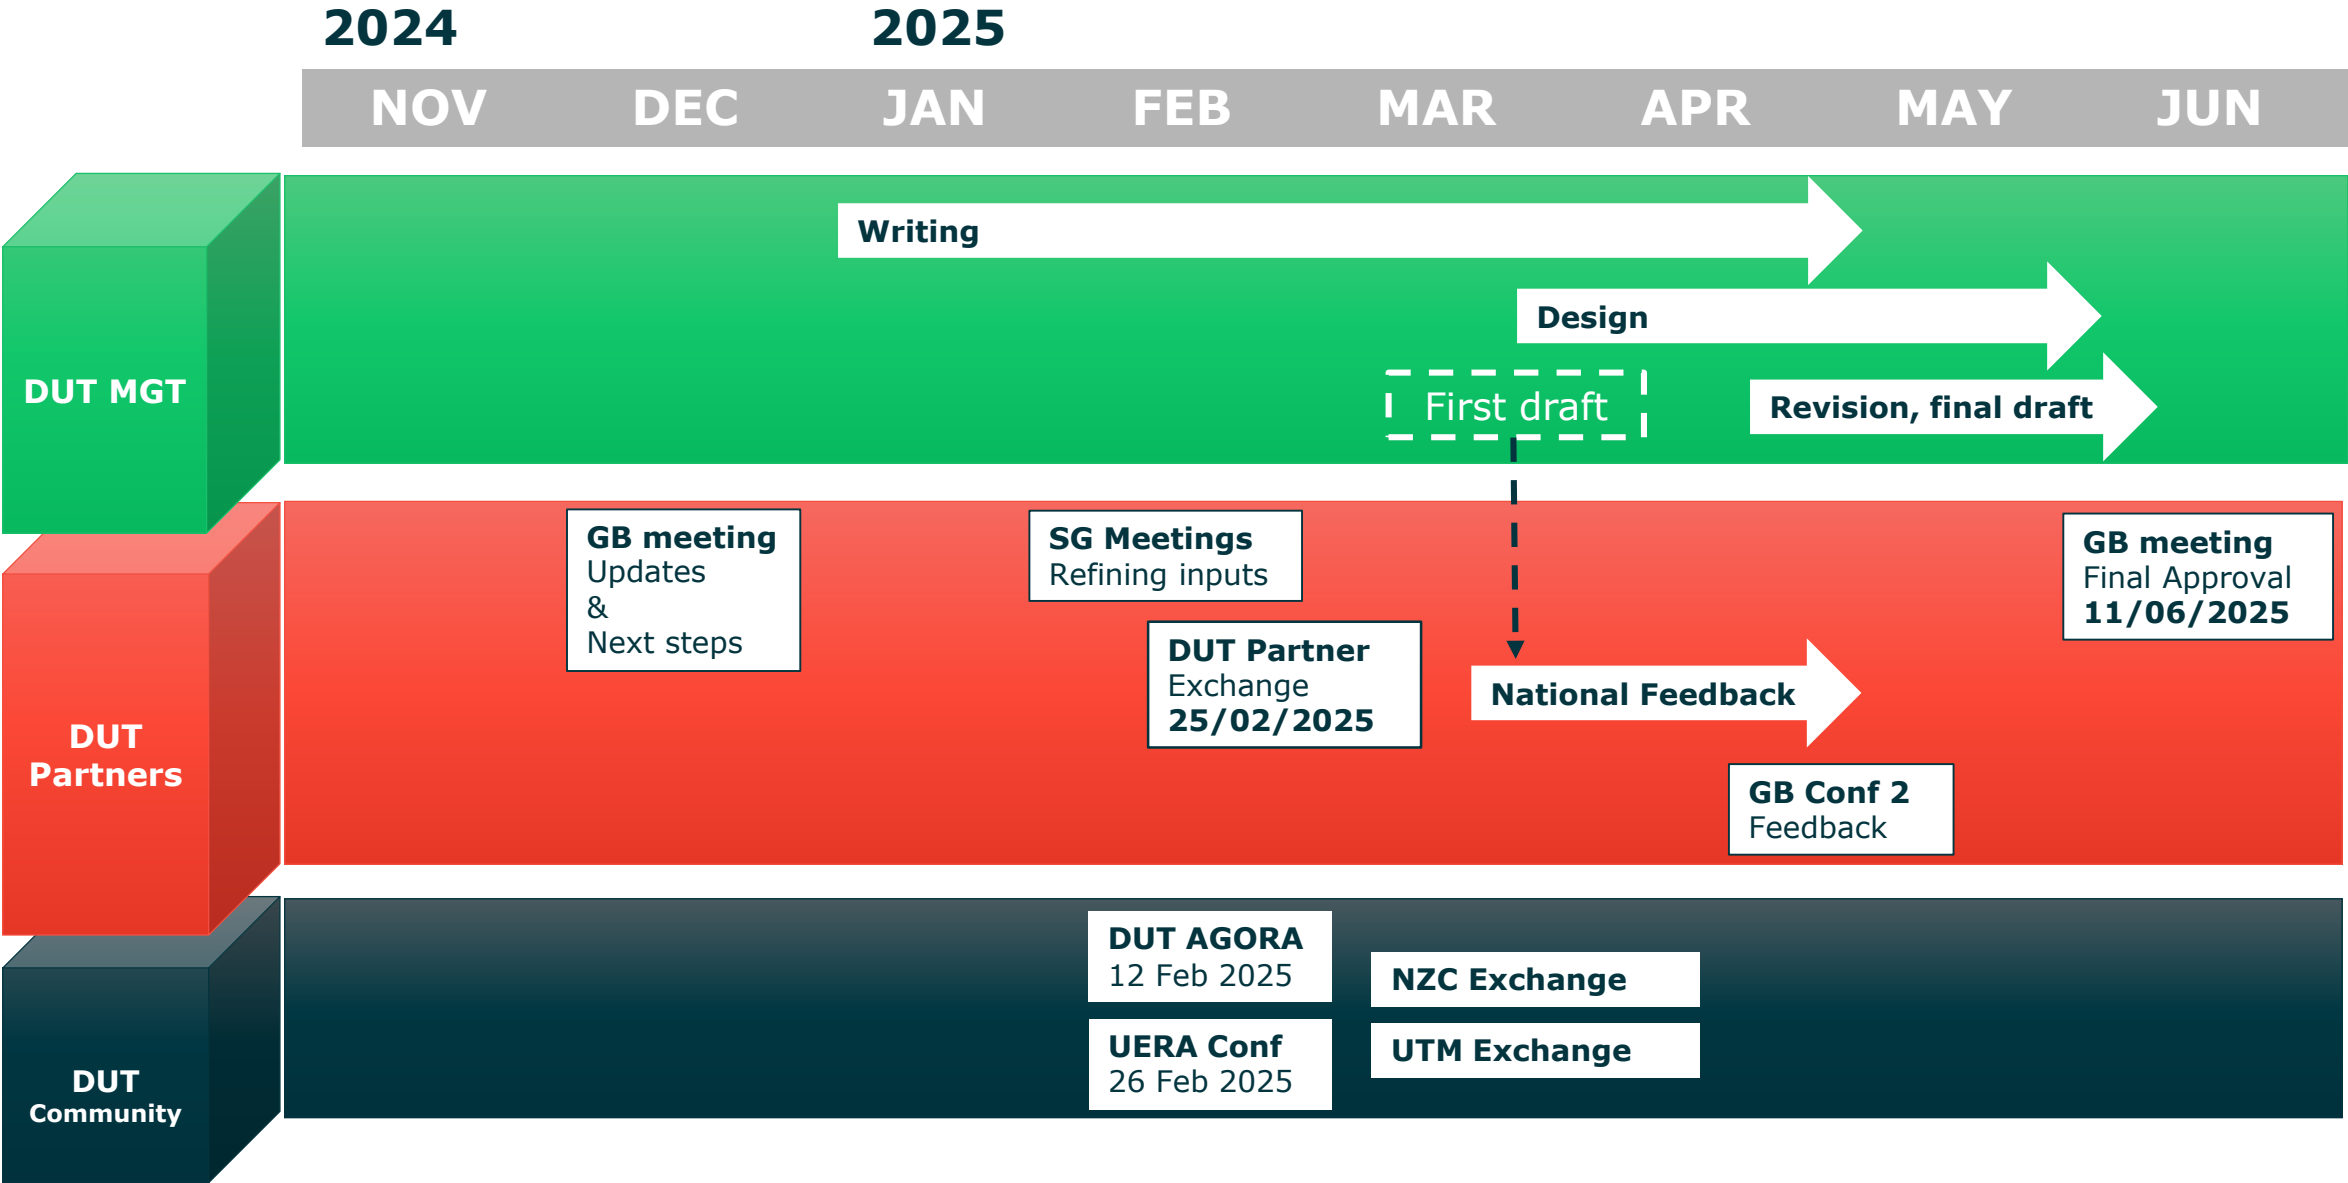 2024
2025
NOV
DEC
JAN
FEB
MAR
APR
MAY
JUN
DUT MGT
Writing
Design
First draft
Revision, final draft
DUT
Partners
GB meeting
Updates
&
Next steps
SG Meetings
Refining inputs
DUT Partner
Exchange
25/02/2025
National Feedback
GB Conf 2
Feedback
GB meeting
Final Approval
11/06/2025
DUT
Community
DUT AGORA
12 Feb 2025
UERA Conf
26 Feb 2025
NZC Exchange
UTM Exchange